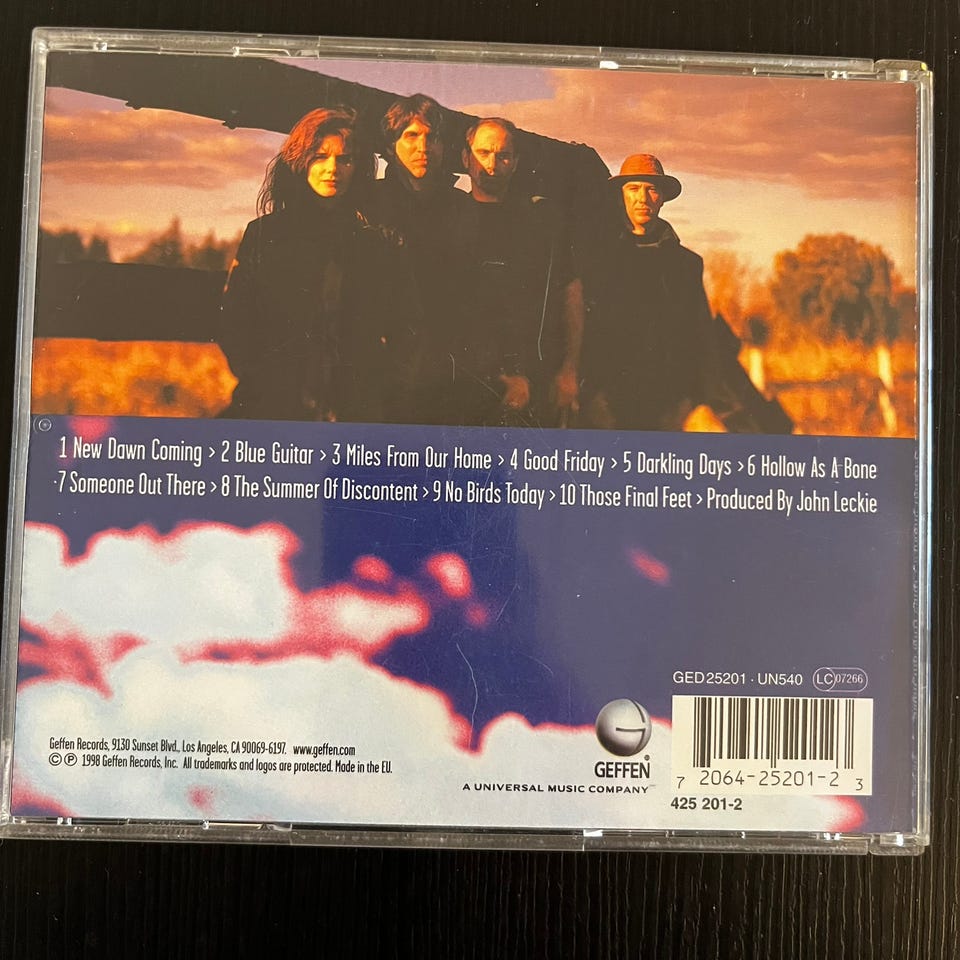 1 New Dawn Coming > 2 Blue Guitar > 3 Miles From Our Home > 4 Good Friday > 5 Darkling Days > 6 Hollow As A Bone
7 Someone Out There > 8 The Summer Of Discontent > 9 No Birds Today > 10 Those Final Feet > Produced By John Leckie
GED25201 · UN540 LC 07266
Geffen Records, 9130 Sunset Blvd., Los Angeles, CA 90069-6197. www.geffen.com
© ℗ 1998 Geffen Records, Inc. All trademarks and logos are protected. Made in the EU.
GEFFEN
A UNIVERSAL MUSIC COMPANY
7 2064-25201-2 3
425 201-2